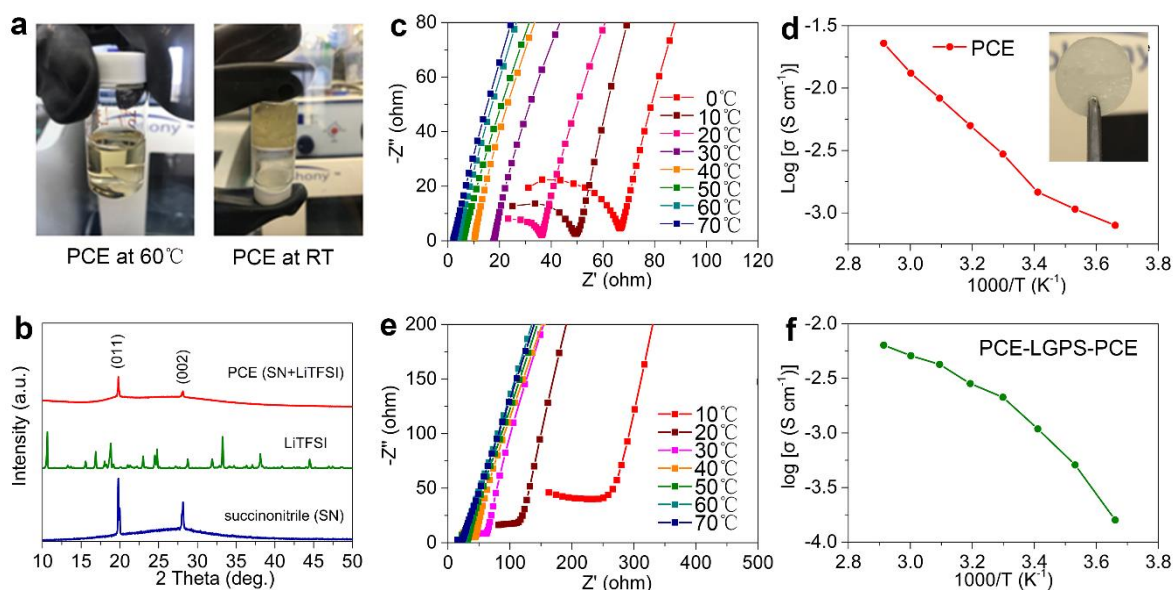 a
PCE at 60℃
PCE at RT
b
Intensity (a.u.)
(011)
(002)
PCE (SN+LiTFSI)
LiTFSI
succinonitrile (SN)
10 15 20 25 30 35 40 45 50
2 Theta (deg.)
c
-Z" (ohm)
80
60
40
20
0
0℃
10℃
20℃
30℃
40℃
50℃
60℃
70℃
0 20 40 60 80 100 120
Z' (ohm)
d
Log [σ (S cm⁻¹)]
-1.5
-2.0
-2.5
-3.0
PCE
2.8 3.0 3.2 3.4 3.6 3.8
1000/T (K⁻¹)
e
-Z" (ohm)
200
150
100
50
0
10℃
20℃
30℃
40℃
50℃
60℃
70℃
0 100 200 300 400 500
Z' (ohm)
f
log [σ (S cm⁻¹)]
-2.0
-2.5
-3.0
-3.5
-4.0
PCE-LGPS-PCE
2.8 3.0 3.2 3.4 3.6 3.8
1000/T (K⁻¹)